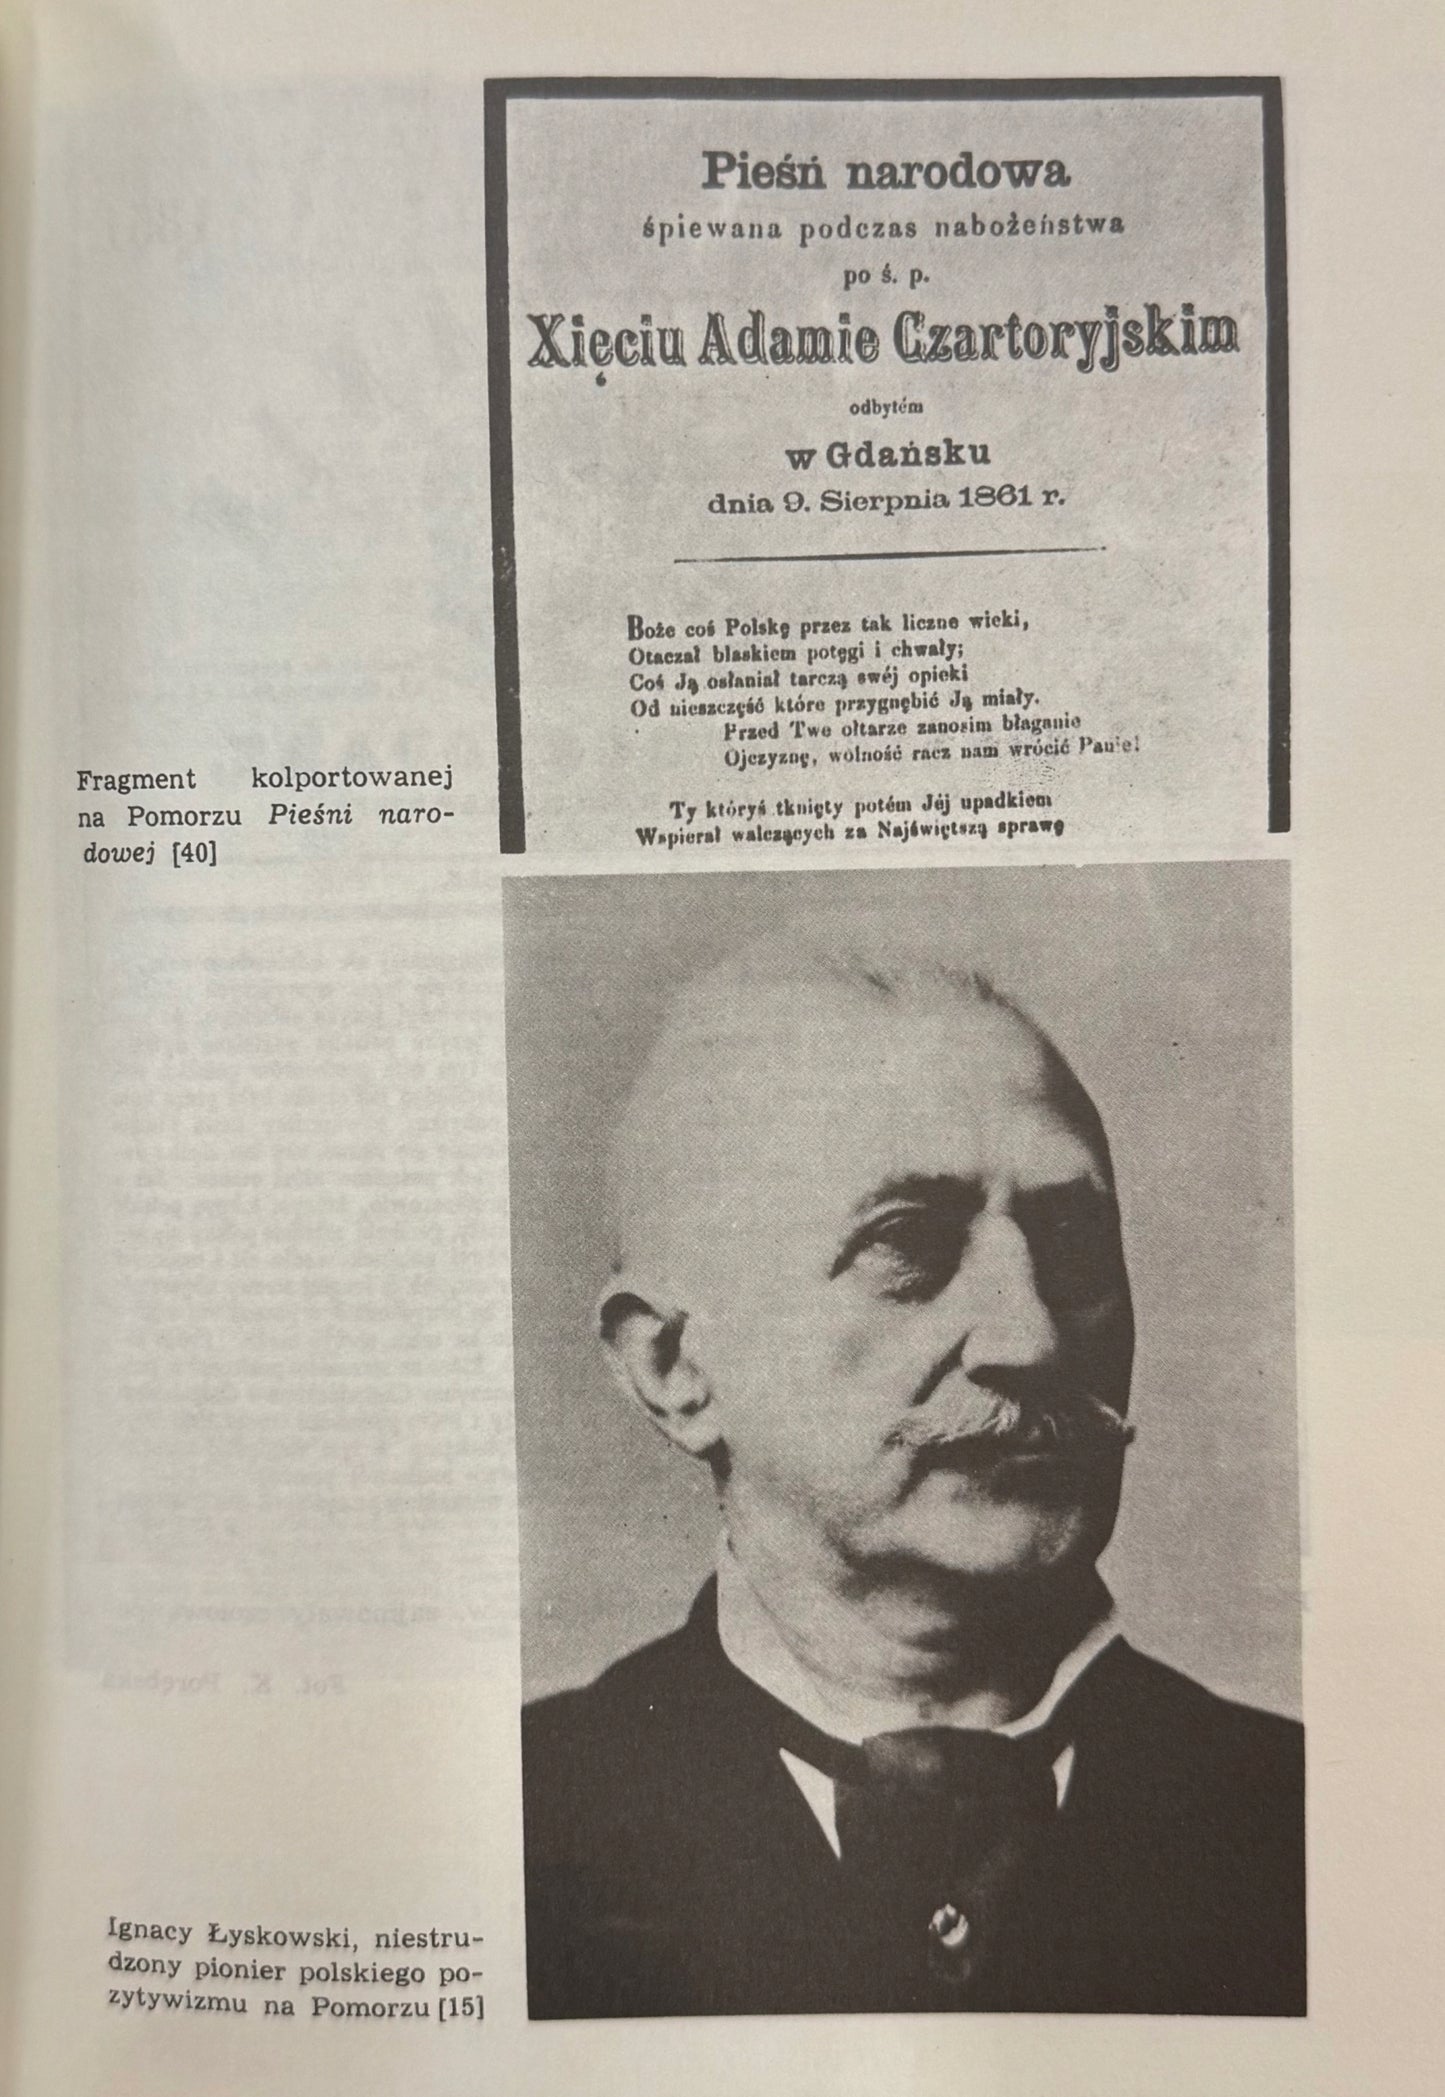 Pieśń narodowa
śpiewana podczas nabożeństwa
po ś. p.
Xięciu Adamie Czartoryjskim
odbytém
w Gdańsku
dnia 9. Sierpnia 1861 r.
Boże coś Polskę przez tak liczne wieki,
Otaczał blaskiem potęgi i chwały;
Coś Ją osłaniał tarczą swéj opieki
Od nieszczęść które przygnębić Ją miały.
Przed Twe ołtarze zanosim błaganie
Ojczyznę, wolność racz nam wrócić Panie!
Ty któryś tknięty potém Jéj upadkiem
Wspierał walczących za Najświętszą sprawę
Fragment kolportowanej
na Pomorzu Pieśni naro-
dowej [40]
Ignacy Łyskowski, niestru-
dzony pionier polskiego po-
zytywizmu na Pomorzu [15]